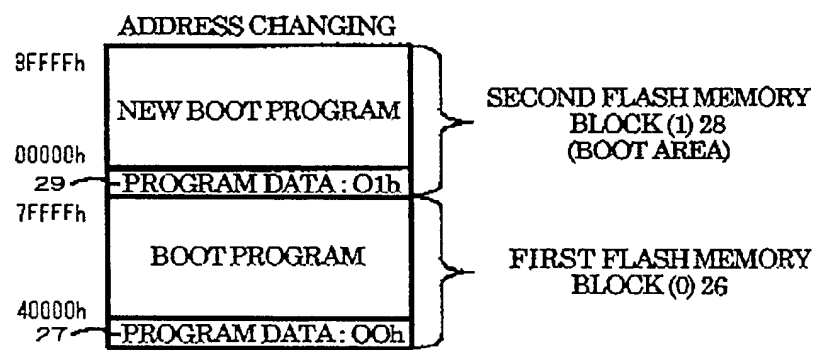 ADDRESS CHANGING
3FFFFh
NEW BOOT PROGRAM
SECOND FLASH MEMORY
BLOCK (1) 28
(BOOT AREA)
00000h
29
PROGRAM DATA : 01h
7FFFFh
BOOT PROGRAM
FIRST FLASH MEMORY
BLOCK (0) 26
40000h
27
PROGRAM DATA : 00h